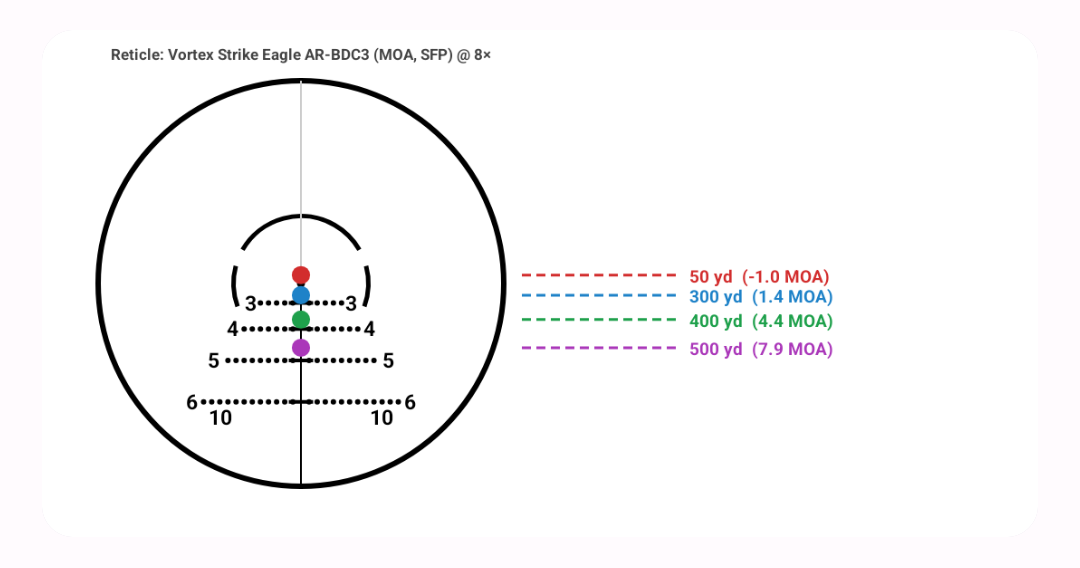 Reticle: Vortex Strike Eagle AR-BDC3 (MOA, SFP) @ 8×
50 yd (-1.0 MOA)
300 yd (1.4 MOA)
3 3
400 yd (4.4 MOA)
4 4
500 yd (7.9 MOA)
5 5
6 6
10 10